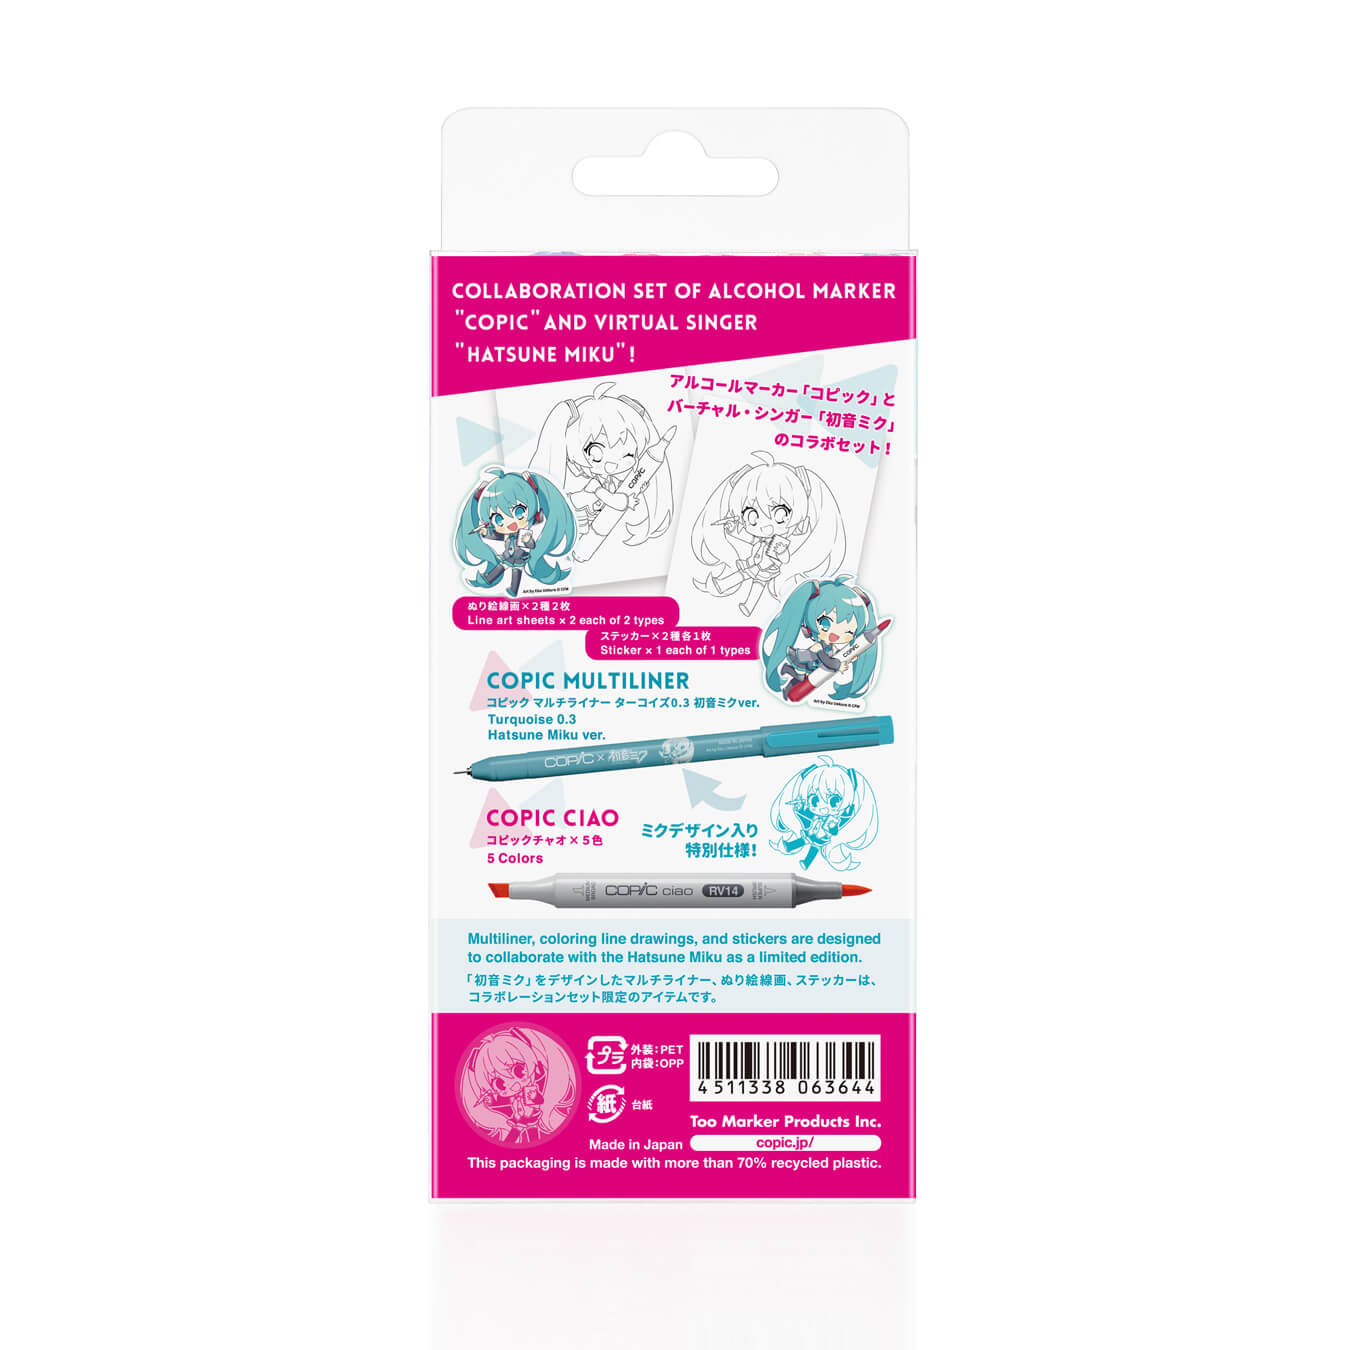 COLLABORATION SET OF ALCOHOL MARKER
"COPIC" AND VIRTUAL SINGER
"HATSUNE MIKU"!
アルコールマーカー「コピック」と
バーチャル・シンガー「初音ミク」
のコラボセット!
COPIC
Art by Eku Uekura © CFM
ぬり絵線画×2種2枚
Line art sheets × 2 each of 2 types
ステッカー×2種各1枚
Sticker × 1 each of 1 types
COPIC
Art by Eku Uekura © CFM
COPIC MULTILINER
コピック マルチライナー ターコイズ0.3 初音ミクver.
Turquoise 0.3
Hatsune Miku ver.
COPIC × 初音ミク
COPIC CIAO
コピックチャオ×5色
5 Colors
ミクデザイン入り
特別仕様!
COPIC ciao RV14
Multiliner, coloring line drawings, and stickers are designed
to collaborate with the Hatsune Miku as a limited edition.
「初音ミク」をデザインしたマルチライナー、ぬり絵線画、ステッカーは、
コラボレーションセット限定のアイテムです。
プラ 外装:PET
内袋:OPP
紙 台紙
4 511338 063644
Too Marker Products Inc.
Made in Japan copic.jp/
This packaging is made with more than 70% recycled plastic.